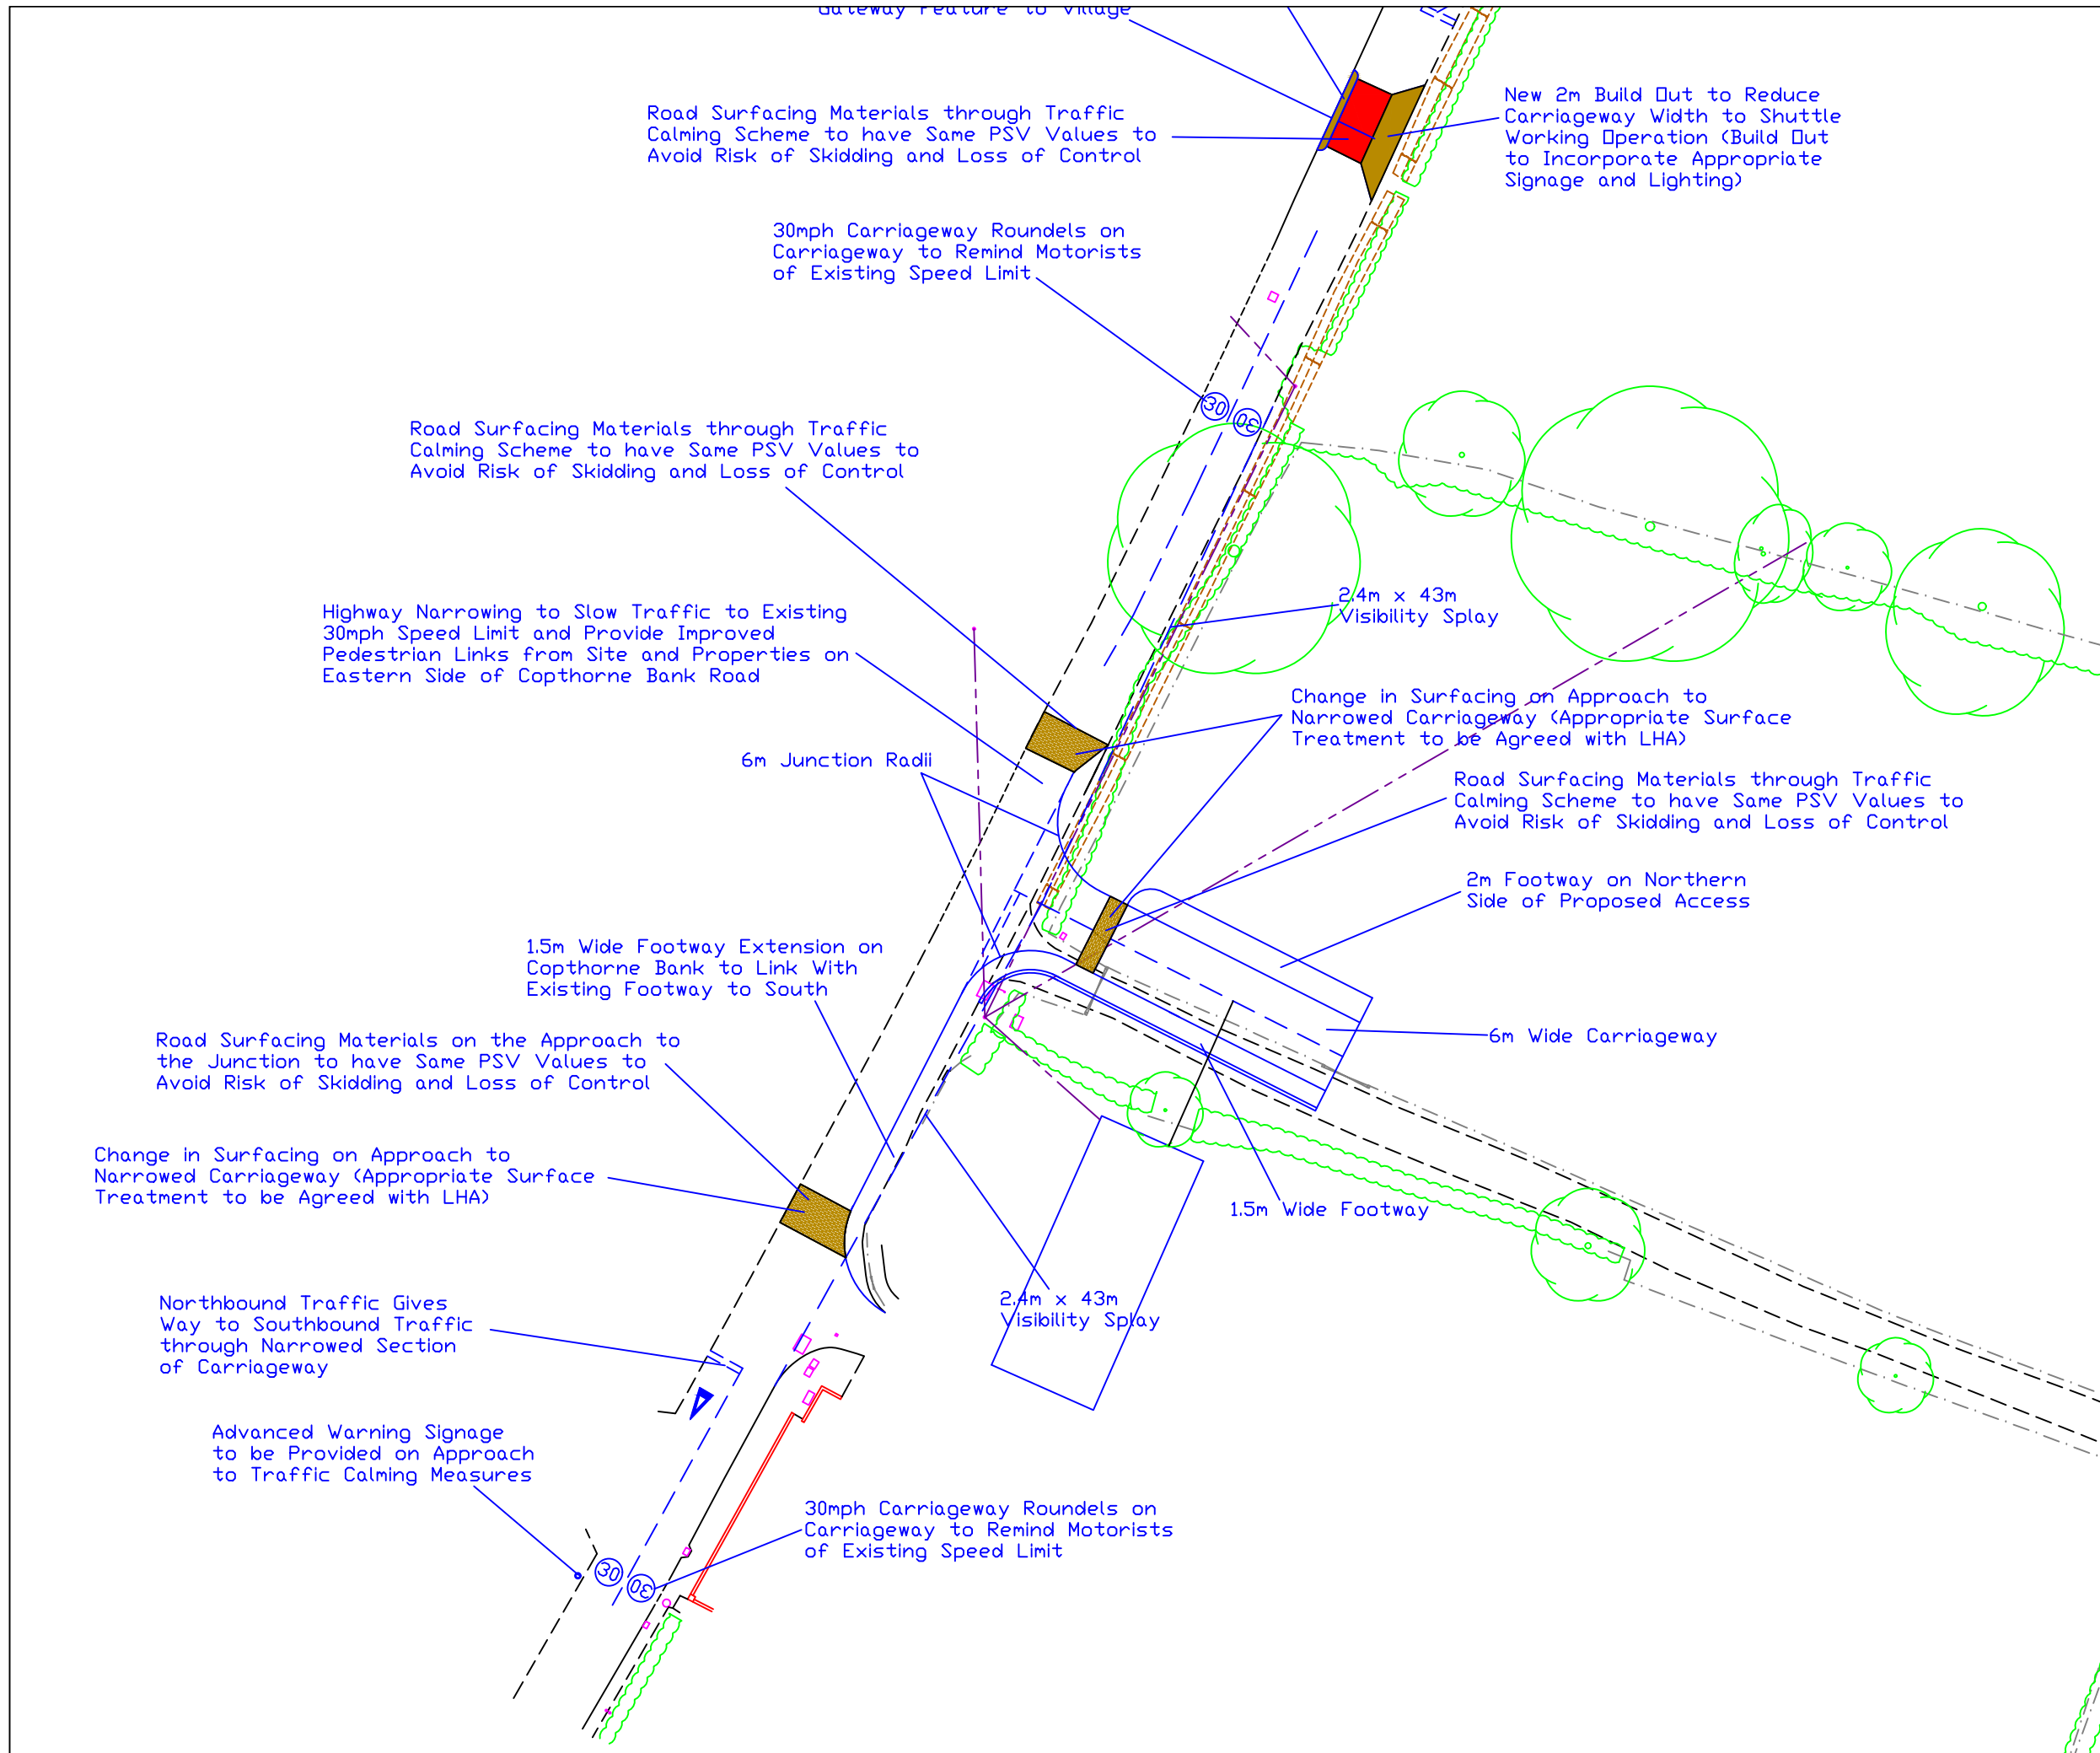 Gateway Feature to Village
Road Surfacing Materials through Traffic
Calming Scheme to have Same PSV Values to
Avoid Risk of Skidding and Loss of Control
New 2m Build Out to Reduce
Carriageway Width to Shuttle
Working Operation (Build Out
to Incorporate Appropriate
Signage and Lighting)
30mph Carriageway Roundels on
Carriageway to Remind Motorists
of Existing Speed Limit
30
30
Road Surfacing Materials through Traffic
Calming Scheme to have Same PSV Values to
Avoid Risk of Skidding and Loss of Control
2.4m x 43m
Visibility Splay
Highway Narrowing to Slow Traffic to Existing
30mph Speed Limit and Provide Improved
Pedestrian Links from Site and Properties on
Eastern Side of Copthorne Bank Road
Change in Surfacing on Approach to
Narrowed Carriageway (Appropriate Surface
Treatment to be Agreed with LHA)
6m Junction Radii
Road Surfacing Materials through Traffic
Calming Scheme to have Same PSV Values to
Avoid Risk of Skidding and Loss of Control
2m Footway on Northern
Side of Proposed Access
1.5m Wide Footway Extension on
Copthorne Bank to Link With
Existing Footway to South
6m Wide Carriageway
Road Surfacing Materials on the Approach to
the Junction to have Same PSV Values to
Avoid Risk of Skidding and Loss of Control
Change in Surfacing on Approach to
Narrowed Carriageway (Appropriate Surface
Treatment to be Agreed with LHA)
1.5m Wide Footway
2.4m x 43m
Visibility Splay
Northbound Traffic Gives
Way to Southbound Traffic
through Narrowed Section
of Carriageway
Advanced Warning Signage
to be Provided on Approach
to Traffic Calming Measures
30mph Carriageway Roundels on
Carriageway to Remind Motorists
of Existing Speed Limit
30
30